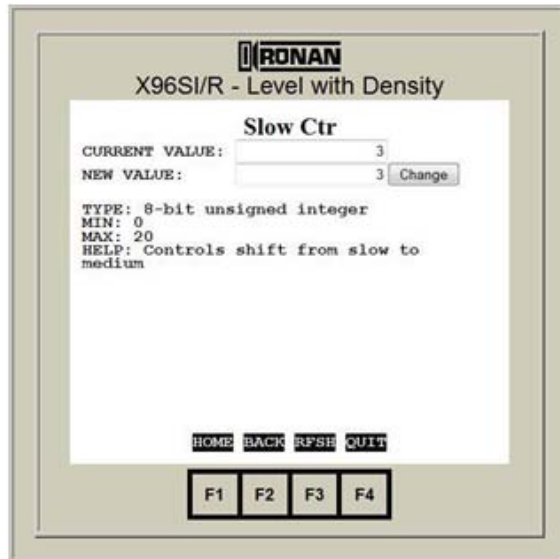 RONAN
X96SI/R - Level with Density
Slow Ctr
CURRENT VALUE: 3
NEW VALUE: 3 Change
TYPE: 8-bit unsigned integer
MIN: 0
MAX: 20
HELP: Controls shift from slow to
medium
HOME BACK RFSH QUIT
F1 F2 F3 F4